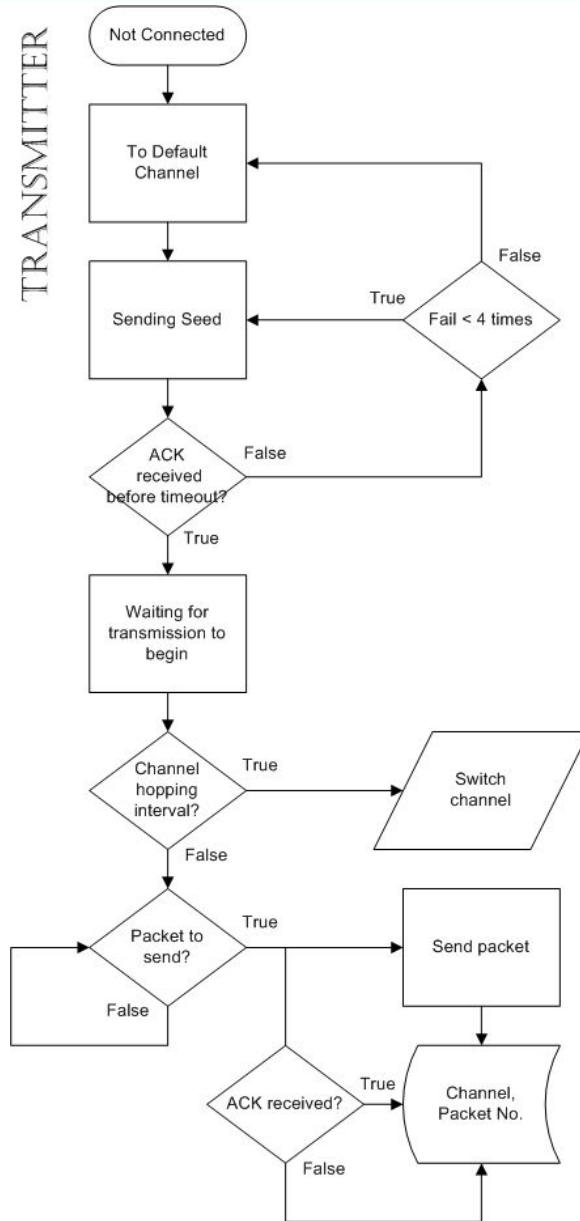 TRANSMITTER
Not Connected
To Default
Channel
False
True
Fail < 4 times
Sending Seed
ACK
received
before timeout?
False
True
Waiting for
transmission to
begin
Channel
hopping
interval?
True
Switch
channel
False
Packet to
send?
True
Send packet
False
ACK received?
True
Channel,
Packet No.
False